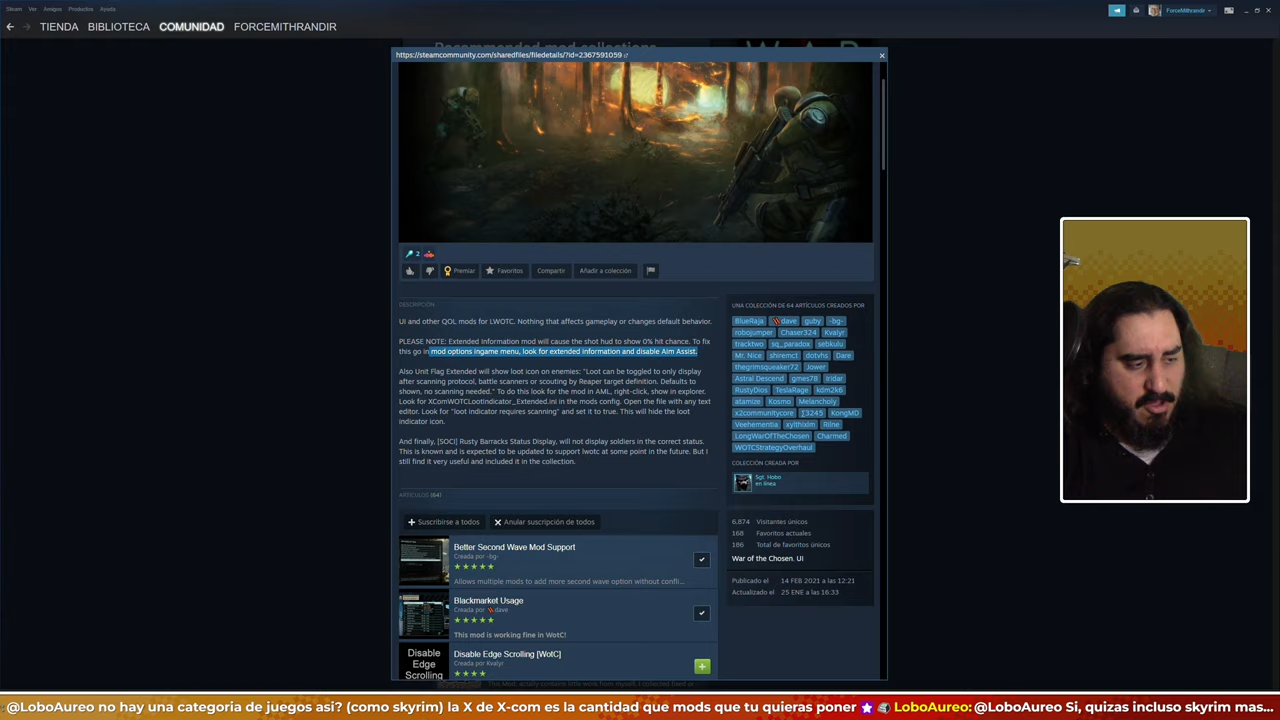 Steam Ver Amigos Productos Ayuda
ForceMithrandir
TIENDA BIBLIOTECA COMUNIDAD FORCEMITHRANDIR
Recommended mod collections
https://steamcommunity.com/sharedfiles/filedetails/?id=2367591059
2
Premiar Favoritos Compartir Añadir a colección
DESCRIPCIÓN
UI and other QOL mods for LWOTC. Nothing that affects gameplay or changes default behavior.
PLEASE NOTE: Extended Information mod will cause the shot hud to show 0% hit chance. To fix
this go in mod options ingame menu, look for extended information and disable Aim Assist.
Also Unit Flag Extended will show loot icon on enemies: "Loot can be toggled to only display
after scanning protocol, battle scanners or scouting by Reaper target definition. Defaults to
shown, no scanning needed." To do this look for the mod in AML, right-click, show in explorer.
Look for XComWOTCLootIndicator_Extended.ini in the mods config. Open the file with any text
editor. Look for "loot indicator requires scanning" and set it to true. This will hide the loot
indicator icon.
And finally, [SOCI] Rusty Barracks Status Display, will not display soldiers in the correct status.
This is known and is expected to be updated to support lwotc at some point in the future. But I
still find it very useful and included it in the collection.
ARTÍCULOS (64)
Suscribirse a todos Anular suscripción de todos
Better Second Wave Mod Support
Creada por -bg-
Allows multiple mods to add more second wave option without confli...
Blackmarket Usage
Creada por dave
This mod is working fine in WotC!
Disable
Edge
Scrolling
Disable Edge Scrolling [WotC]
Creada por Kvalyr
UNA COLECCIÓN DE 64 ARTÍCULOS CREADOS POR
BlueRaja dave guby -bg-
robojumper Chaser324 Kvalyr
tracktwo sq_paradox sebkulu
Mr. Nice shiremct dotvhs Dare
thegrimsqueaker72 Jower
Astral Descend gmes78 Iridar
RustyDios TeslaRage kdm2k6
atamize Kosmo Melancholy
x2communitycore ∑3245 KongMD
Veehementia xylthixlm Rilne
LongWarOfTheChosen Charmed
WOTCStrategyOverhaul
COLECCIÓN CREADA POR
Sgt. Hobo
en línea
6,874 Visitantes únicos
168 Favoritos actuales
186 Total de favoritos únicos
War of the Chosen. UI
Publicado el 14 FEB 2021 a las 12:21
Actualizado el 25 ENE a las 16:33
@LoboAureo no hay una categoria de juegos asi? (como skyrim) la X de X-com es la cantidad que mods que tu quieras poner LoboAureo: @LoboAureo Si, quizas incluso skyrim mas...